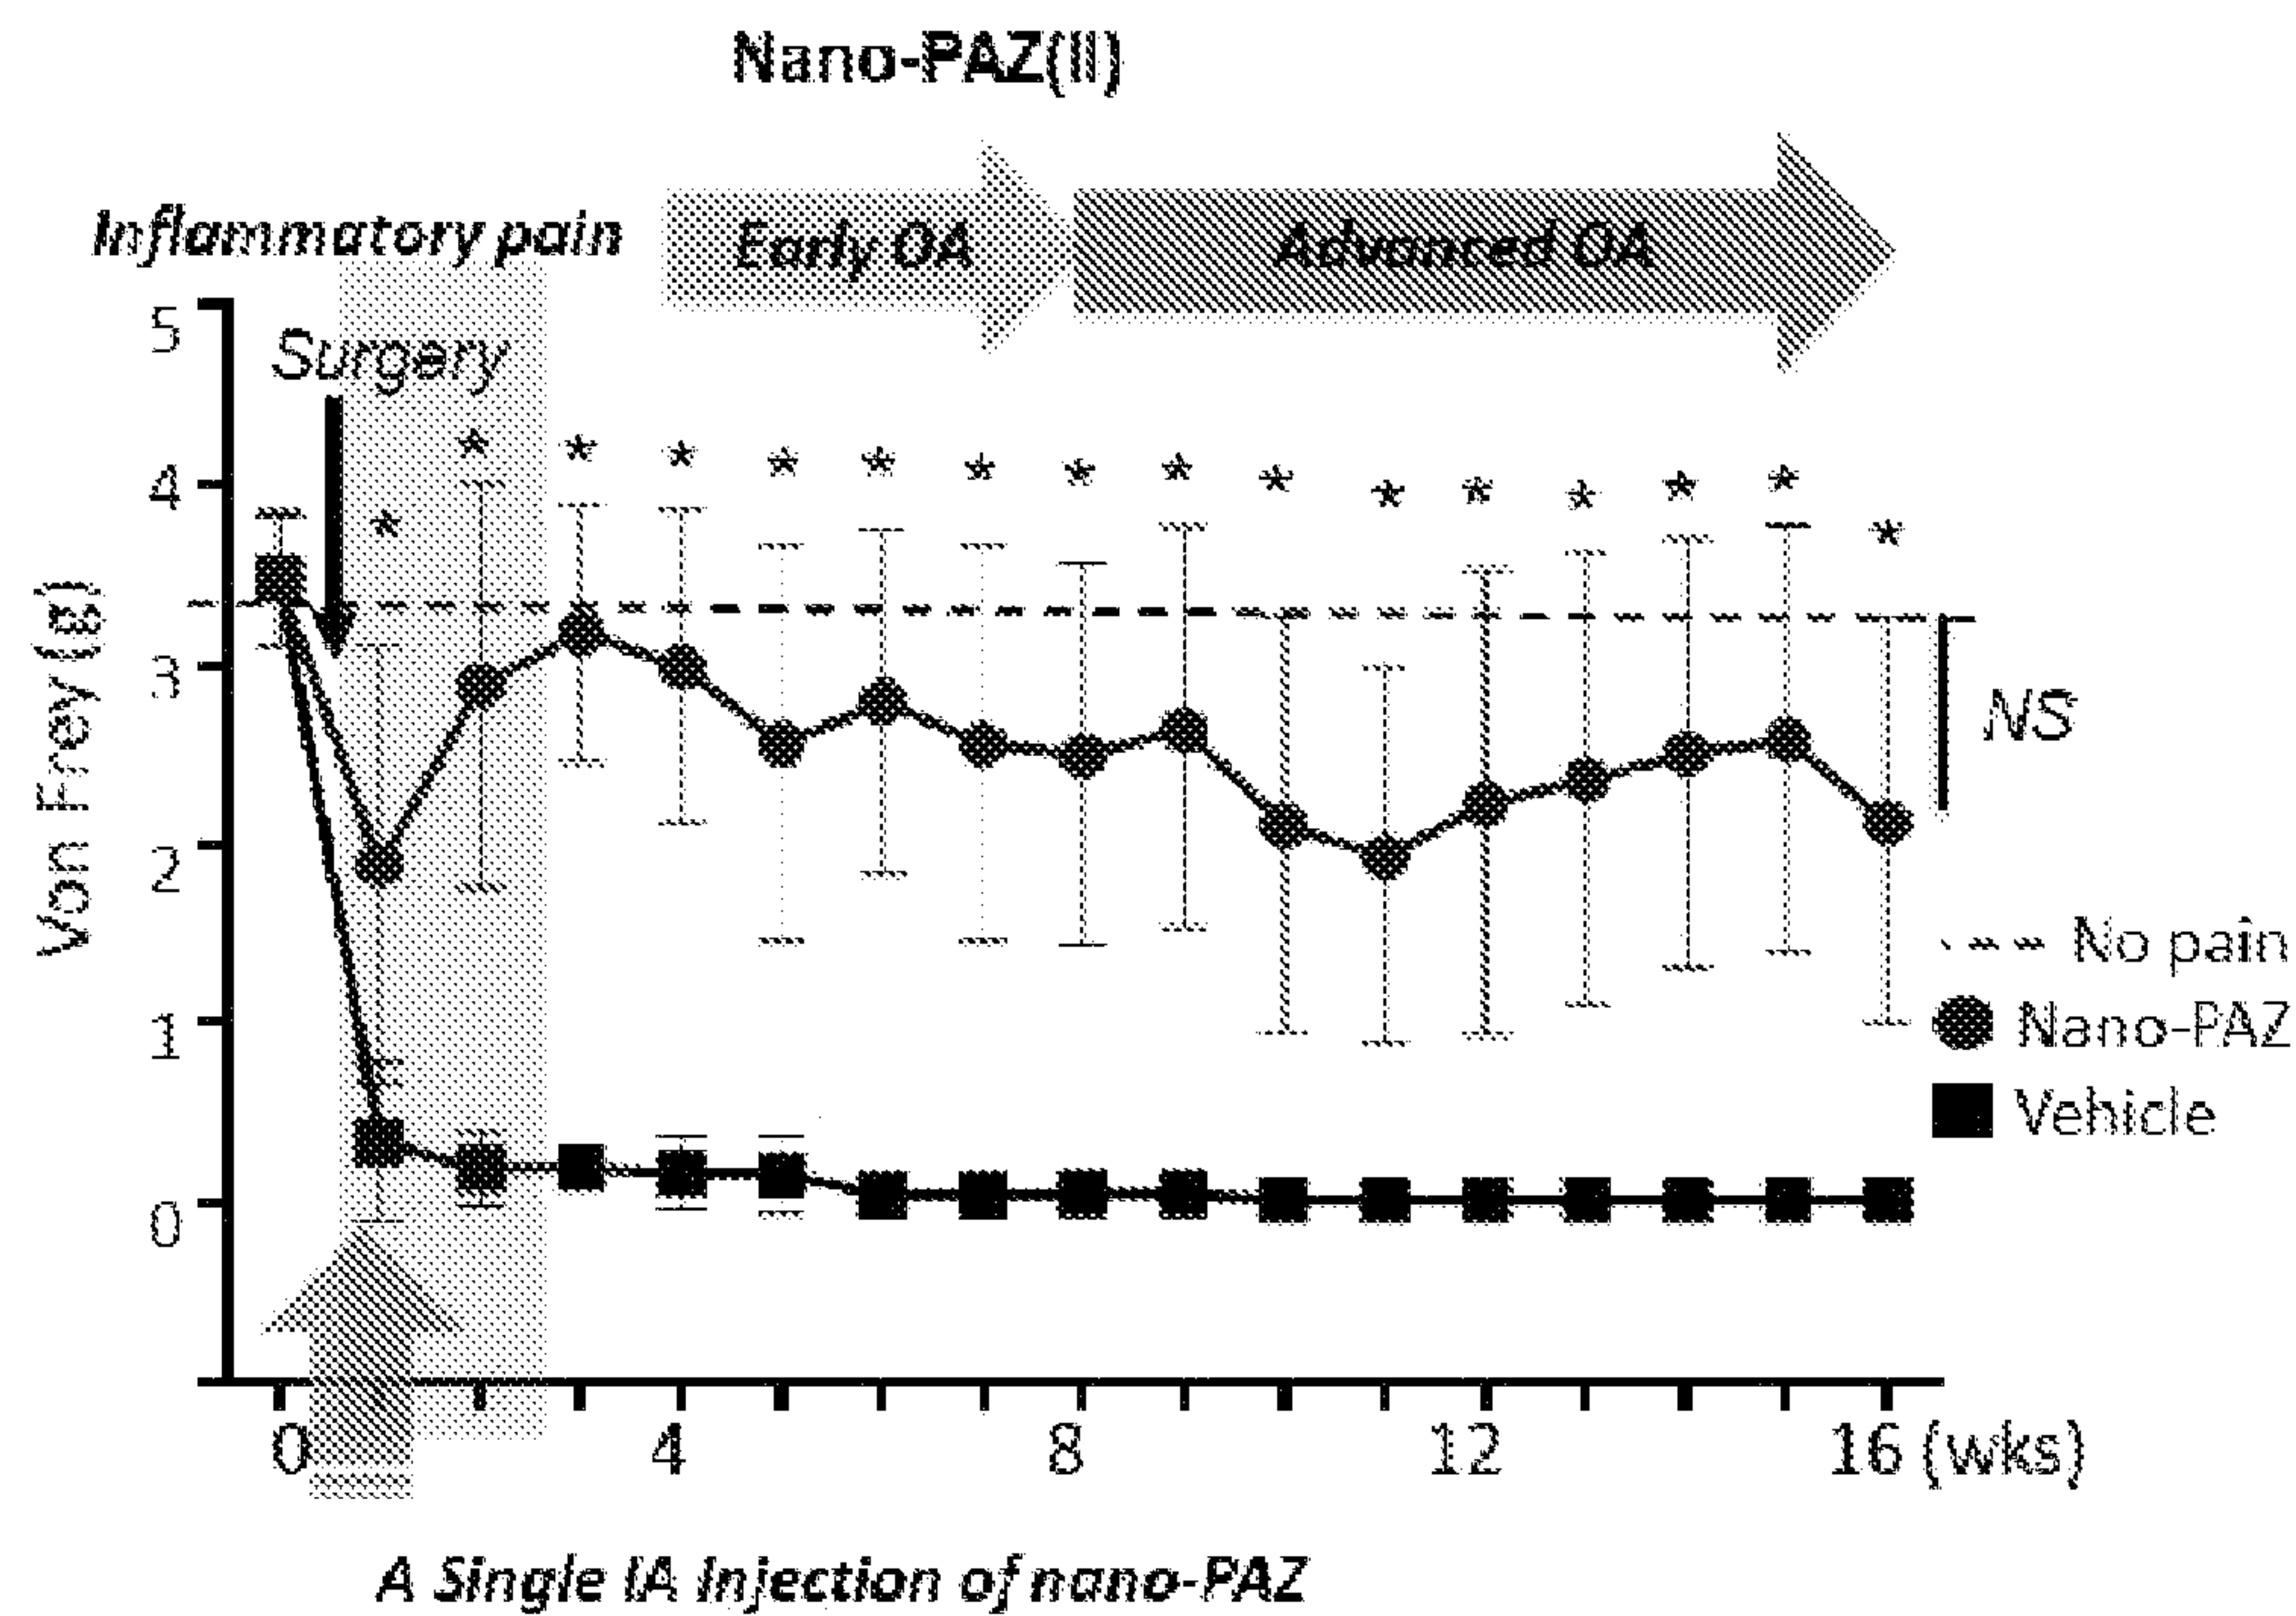 Nano-PAZ(II)
Inflammatory pain
Early OA
Advanced OA
Surgery
5
4
3
2
1
0
Von Frey (g)
* * * * * * * * * * * * * * * *
NS
No pain
Nano-PAZ
Vehicle
0 4 8 12 16 (wks)
A Single IA Injection of nano-PAZ